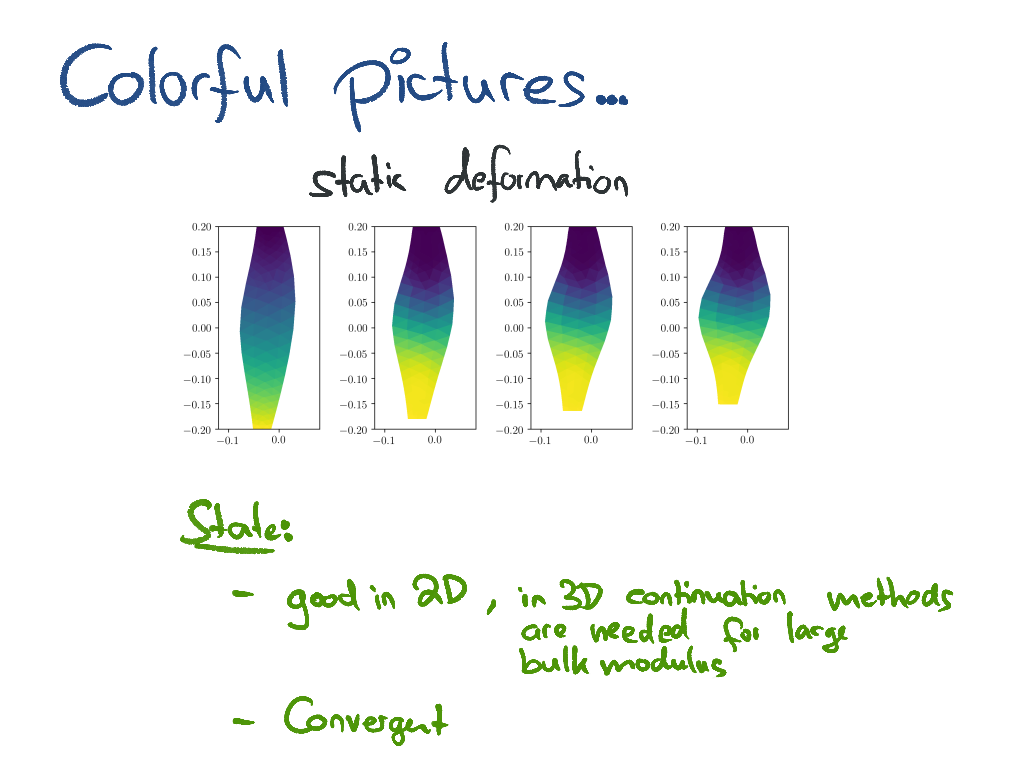 Colorful pictures...
static deformation
0.20 0.20 0.20 0.20
0.15 0.15 0.15 0.15
0.10 0.10 0.10 0.10
0.05 0.05 0.05 0.05
0.00 0.00 0.00 0.00
−0.05 −0.05 −0.05 −0.05
−0.10 −0.10 −0.10 −0.10
−0.15 −0.15 −0.15 −0.15
−0.20 −0.20 −0.20 −0.20
−0.1 0.0 −0.1 0.0 −0.1 0.0 −0.1 0.0
State:
- good in 2D, in 3D continuation methods
are needed for large
bulk modulus
- Convergent